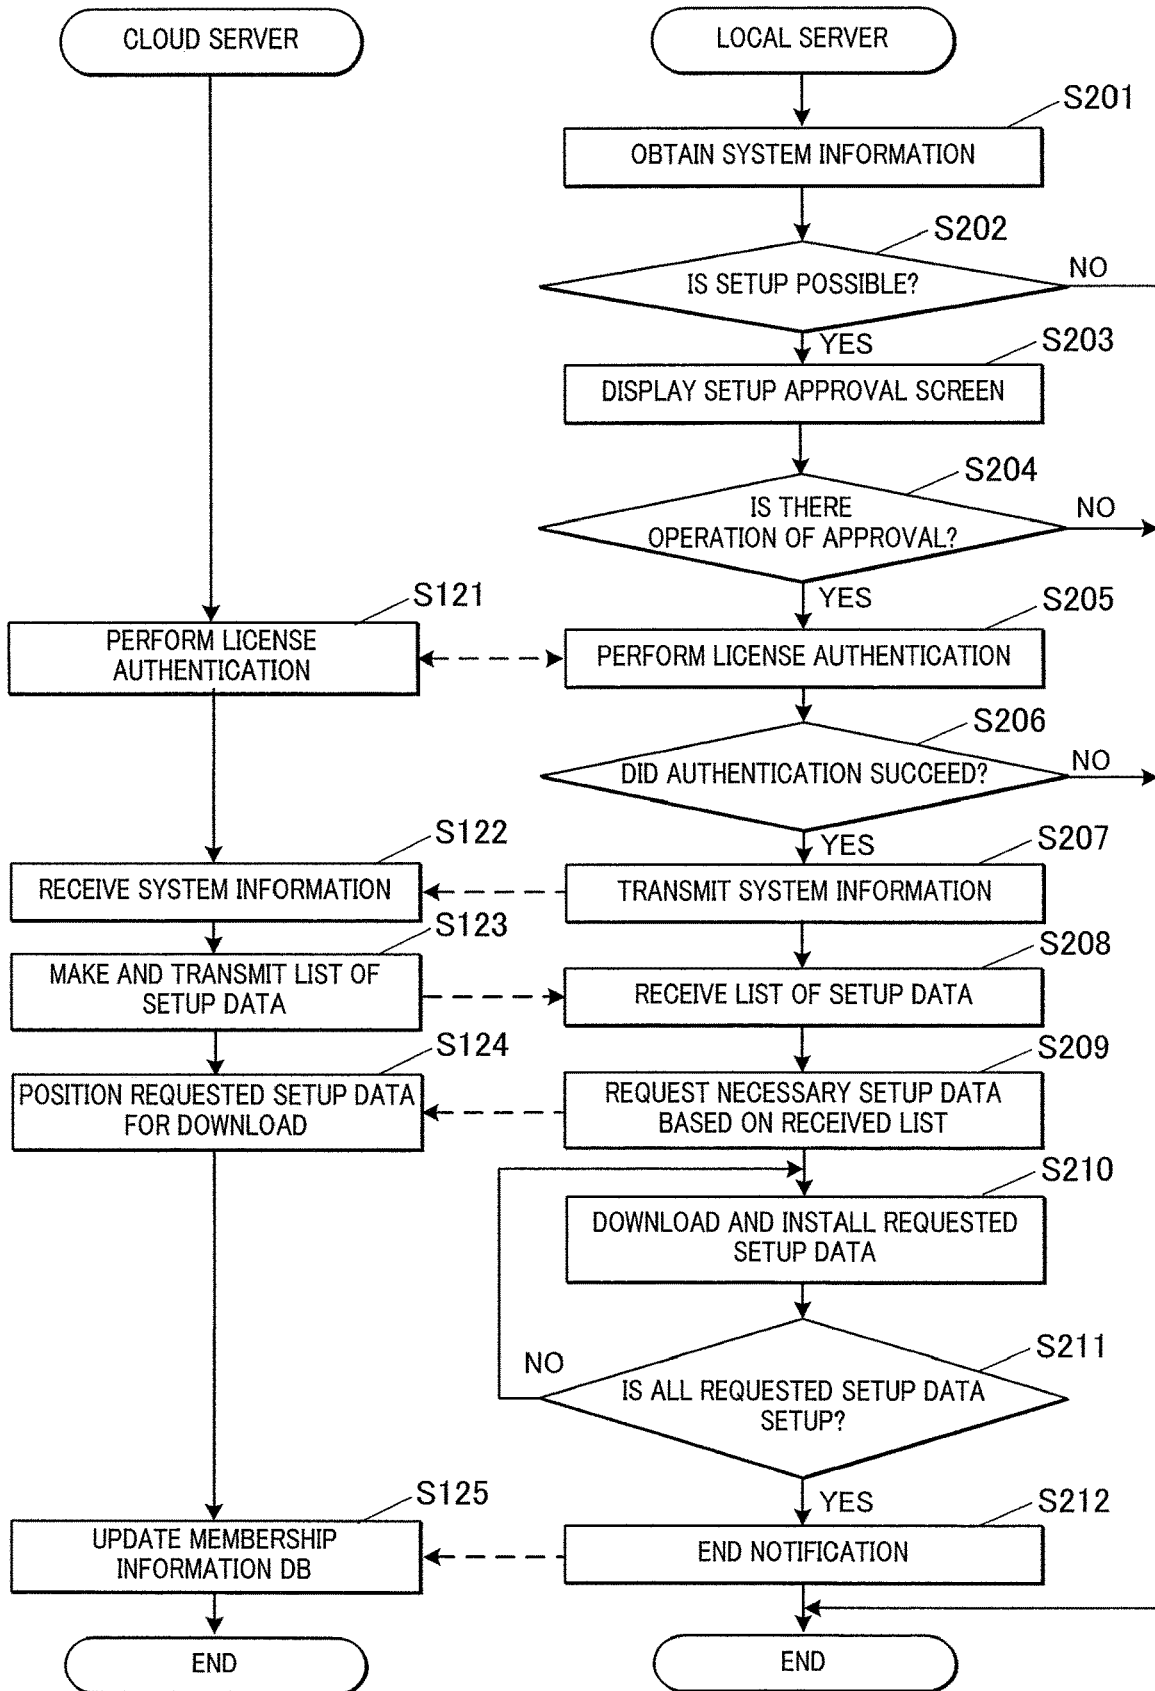 CLOUD SERVER
LOCAL SERVER
S201
OBTAIN SYSTEM INFORMATION
S202
IS SETUP POSSIBLE?
NO
YES
S203
DISPLAY SETUP APPROVAL SCREEN
S204
IS THERE
OPERATION OF APPROVAL?
NO
YES
S121
PERFORM LICENSE
AUTHENTICATION
S205
PERFORM LICENSE AUTHENTICATION
S206
DID AUTHENTICATION SUCCEED?
NO
YES
S122
RECEIVE SYSTEM INFORMATION
S207
TRANSMIT SYSTEM INFORMATION
S123
MAKE AND TRANSMIT LIST OF
SETUP DATA
S208
RECEIVE LIST OF SETUP DATA
S124
POSITION REQUESTED SETUP DATA
FOR DOWNLOAD
S209
REQUEST NECESSARY SETUP DATA
BASED ON RECEIVED LIST
S210
DOWNLOAD AND INSTALL REQUESTED
SETUP DATA
S211
NO
IS ALL REQUESTED SETUP DATA
SETUP?
YES
S125
UPDATE MEMBERSHIP
INFORMATION DB
S212
END NOTIFICATION
END
END